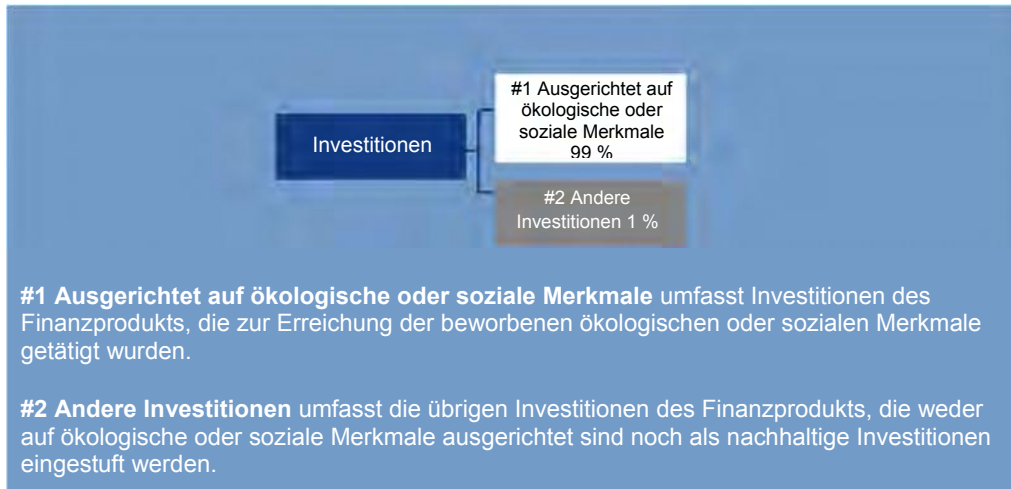 #1 Ausgerichtet auf
ökologische oder
soziale Merkmale
99 %
Investitionen
#2 Andere
Investitionen 1 %
#1 Ausgerichtet auf ökologische oder soziale Merkmale umfasst Investitionen des
Finanzprodukts, die zur Erreichung der beworbenen ökologischen oder sozialen Merkmale
getätigt wurden.
#2 Andere Investitionen umfasst die übrigen Investitionen des Finanzprodukts, die weder
auf ökologische oder soziale Merkmale ausgerichtet sind noch als nachhaltige Investitionen
eingestuft werden.